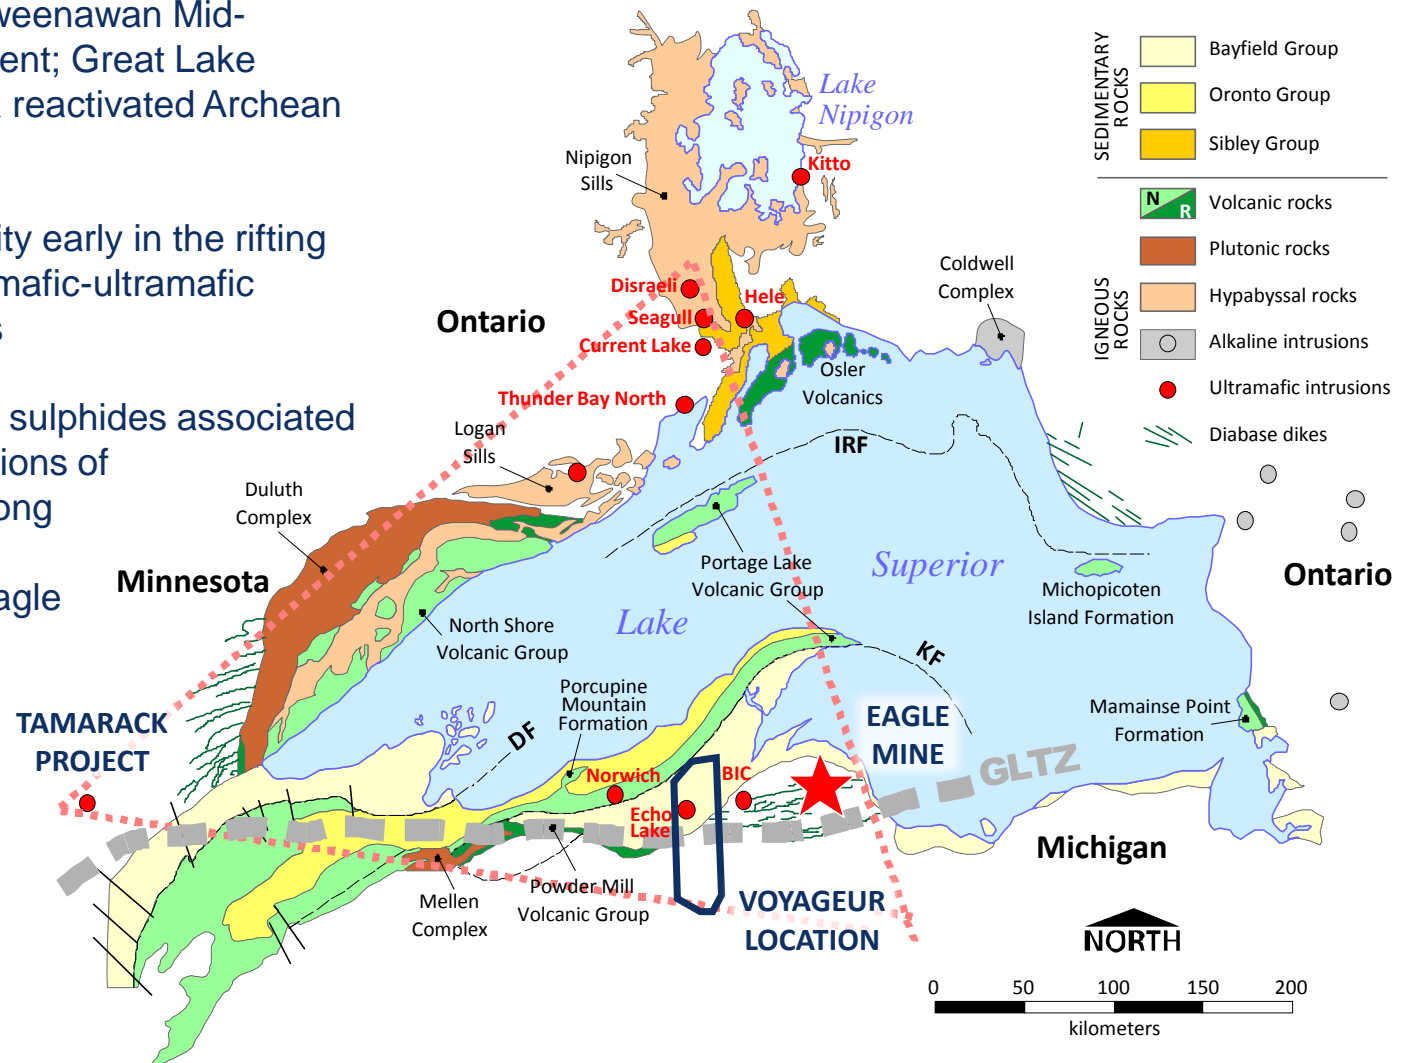 weenawan Mid-
ent; Great Lake
reactivated Archean
ity early in the rifting
mafic-ultramafic
s
sulphides associated
ions of
ong
agle
Lake
Nipigon
Kitto
Nipigon
Sills
Disraeli
Hele
Seagull
Current Lake
Ontario
Thunder Bay North
Coldwell
Complex
Osler
Volcanics
IRF
Logan
Sills
Duluth
Complex
Minnesota
Portage Lake
Volcanic Group
Superior
Lake
Michopicoten
Island Formation
Ontario
North Shore
Volcanic Group
KF
Porcupine
Mountain
Formation
DF
TAMARACK
PROJECT
EAGLE
MINE
Mamainse Point
Formation
GLTZ
Norwich
BIC
Echo
Lake
Michigan
Mellen
Complex
Powder Mill
Volcanic Group
VOYAGEUR
LOCATION
NORTH
0 50 100 150 200
kilometers
SEDIMENTARY
ROCKS
Bayfield Group
Oronto Group
Sibley Group
IGNEOUS
ROCKS
N
R
Volcanic rocks
Plutonic rocks
Hypabyssal rocks
Alkaline intrusions
Ultramafic intrusions
Diabase dikes